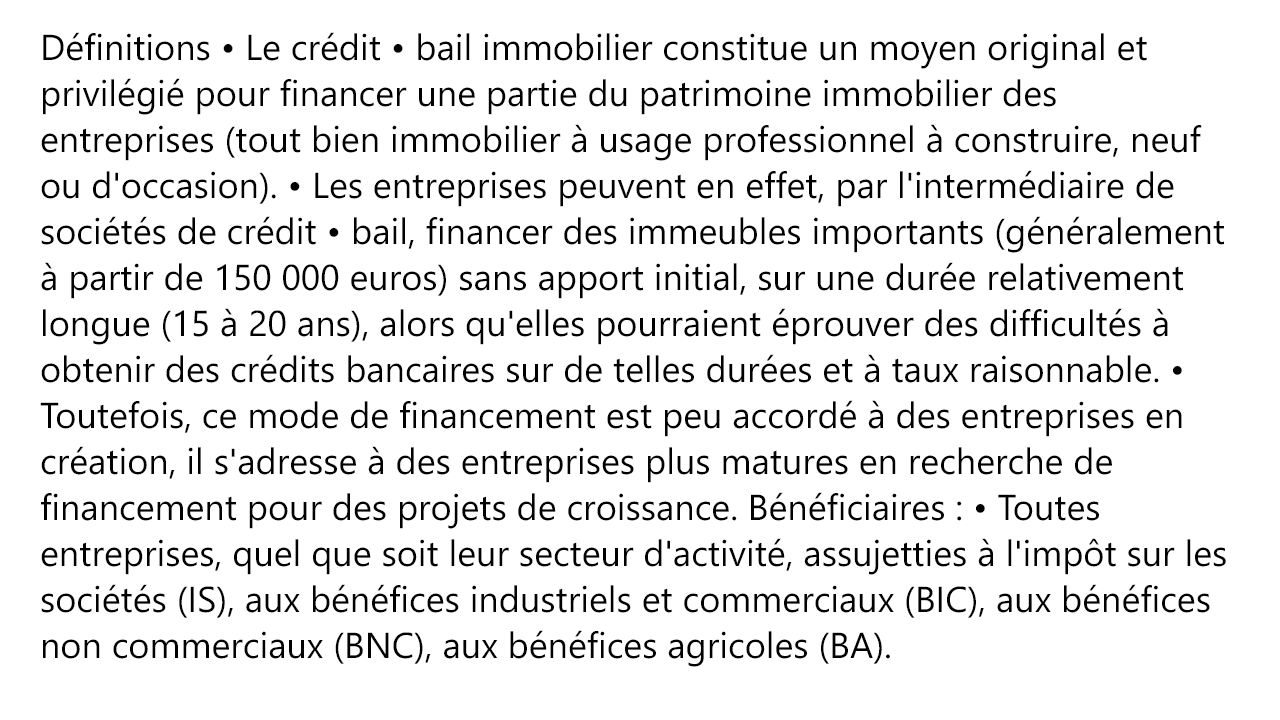 Définitions • Le crédit • bail immobilier constitue un moyen original et
privilégié pour financer une partie du patrimoine immobilier des
entreprises (tout bien immobilier à usage professionnel à construire, neuf
ou d'occasion). • Les entreprises peuvent en effet, par l'intermédiaire de
sociétés de crédit • bail, financer des immeubles importants (généralement
à partir de 150 000 euros) sans apport initial, sur une durée relativement
longue (15 à 20 ans), alors qu'elles pourraient éprouver des difficultés à
obtenir des crédits bancaires sur de telles durées et à taux raisonnable. •
Toutefois, ce mode de financement est peu accordé à des entreprises en
création, il s'adresse à des entreprises plus matures en recherche de
financement pour des projets de croissance. Bénéficiaires : • Toutes
entreprises, quel que soit leur secteur d'activité, assujetties à l'impôt sur les
sociétés (IS), aux bénéfices industriels et commerciaux (BIC), aux bénéfices
non commerciaux (BNC), aux bénéfices agricoles (BA).